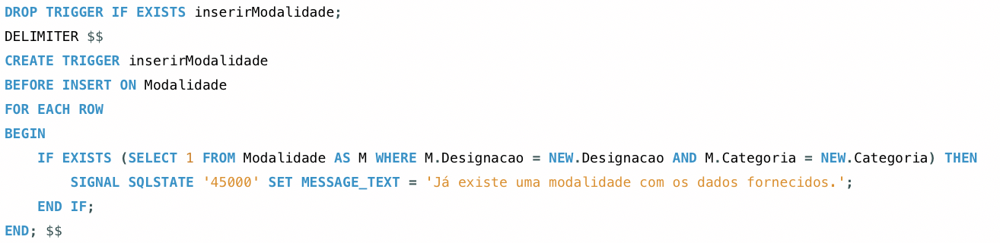 DROP TRIGGER IF EXISTS inserirModalidade;
DELIMITER $$
CREATE TRIGGER inserirModalidade
BEFORE INSERT ON Modalidade
FOR EACH ROW
BEGIN
    IF EXISTS (SELECT 1 FROM Modalidade AS M WHERE M.Designacao = NEW.Designacao AND M.Categoria = NEW.Categoria) THEN
        SIGNAL SQLSTATE '45000' SET MESSAGE_TEXT = 'Já existe uma modalidade com os dados fornecidos.';
    END IF;
END; $$